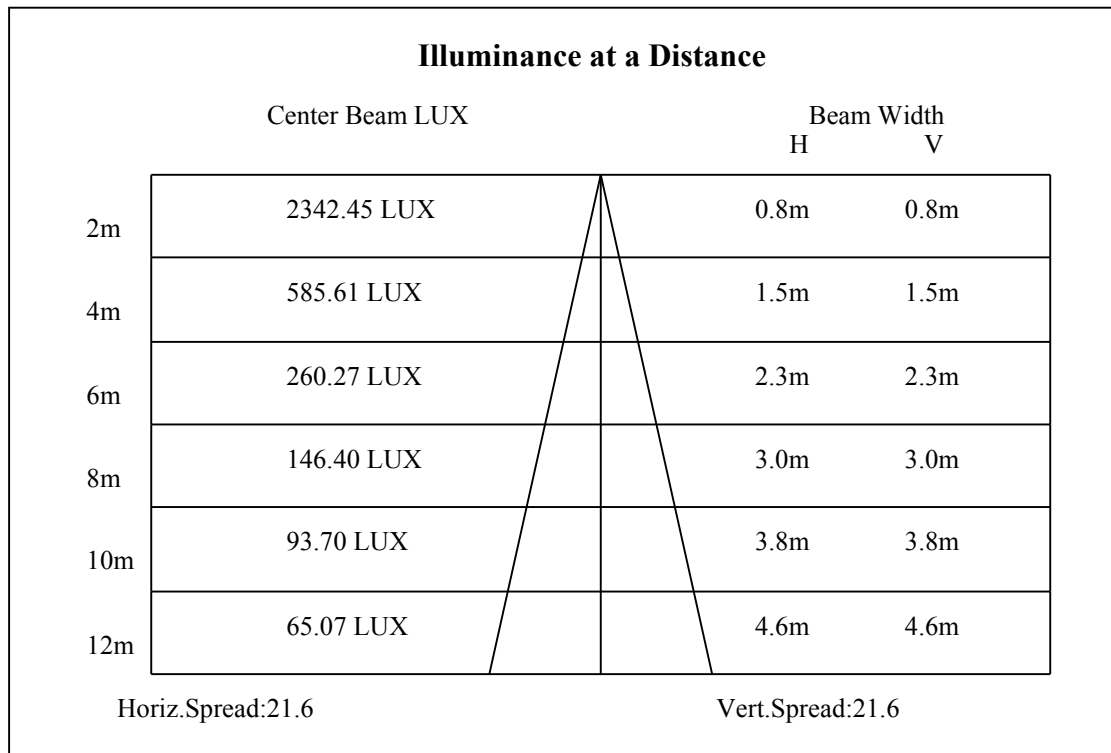 Illuminance at a Distance
Center Beam LUX Beam Width
H V
2342.45 LUX 0.8m 0.8m
2m
585.61 LUX 1.5m 1.5m
4m
260.27 LUX 2.3m 2.3m
6m
146.40 LUX 3.0m 3.0m
8m
93.70 LUX 3.8m 3.8m
10m
65.07 LUX 4.6m 4.6m
12m
Horiz.Spread:21.6 Vert.Spread:21.6